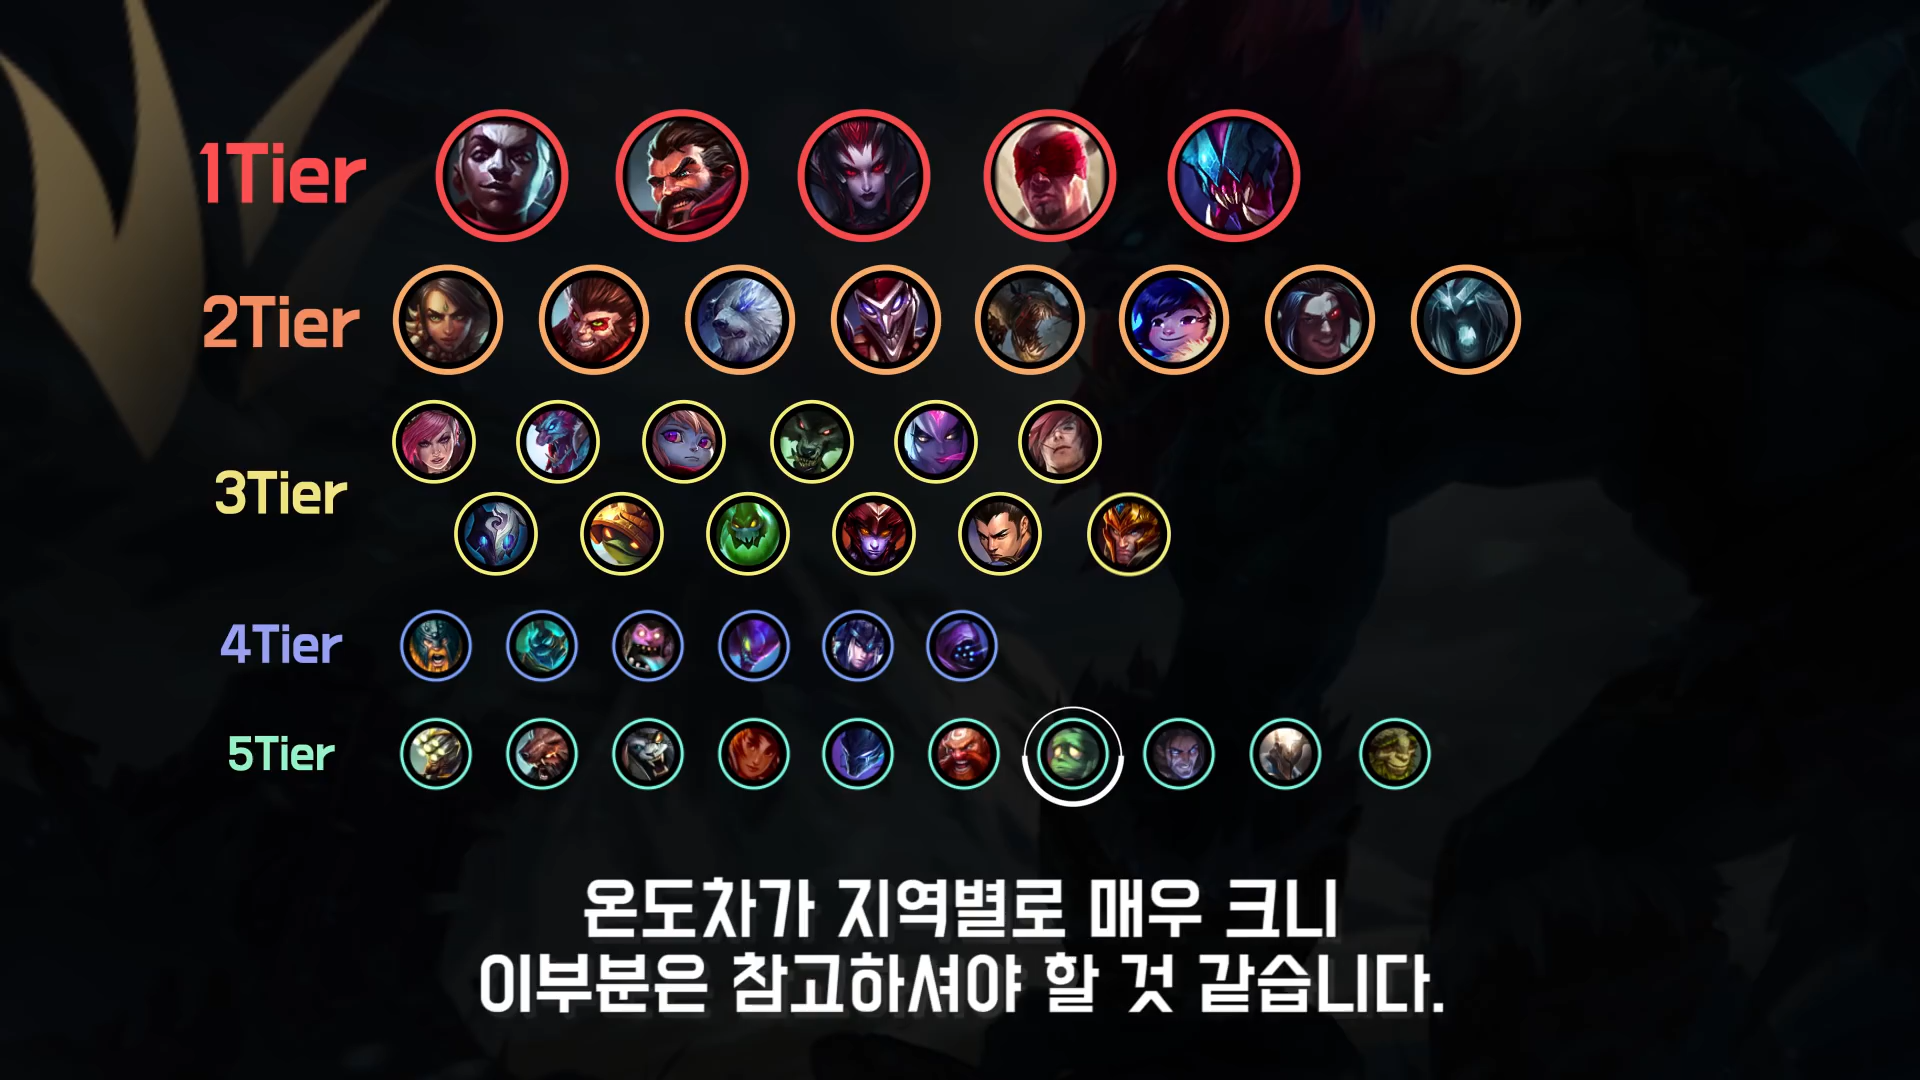 1Tier
2Tier
3Tier
4Tier
5Tier
온도차가 지역별로 매우 크니
이부분은 참고하셔야 할 것 같습니다.